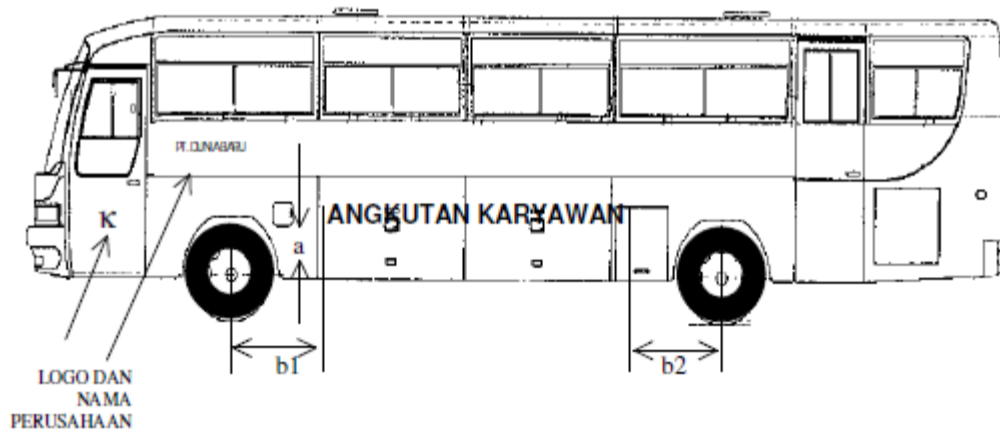 PT. DUNIABARU
ANGKUTAN KARYAWAN
K
a
b1
b2
LOGO DAN
NAMA
PERUSAHAAN